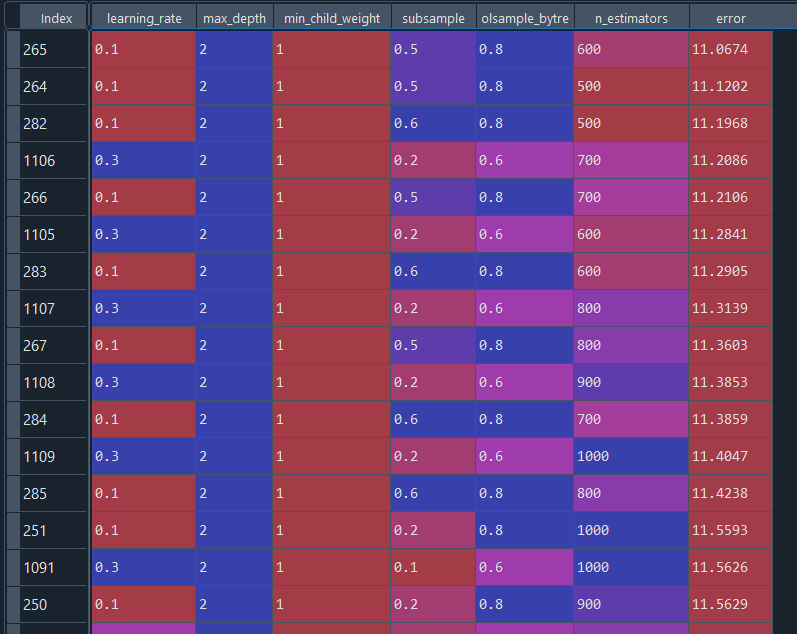 Index learning_rate max_depth min_child_weight subsample olsample_bytre n_estimators error
265 0.1 2 1 0.5 0.8 600 11.0674
264 0.1 2 1 0.5 0.8 500 11.1202
282 0.1 2 1 0.6 0.8 500 11.1968
1106 0.3 2 1 0.2 0.6 700 11.2086
266 0.1 2 1 0.5 0.8 700 11.2106
1105 0.3 2 1 0.2 0.6 600 11.2841
283 0.1 2 1 0.6 0.8 600 11.2905
1107 0.3 2 1 0.2 0.6 800 11.3139
267 0.1 2 1 0.5 0.8 800 11.3603
1108 0.3 2 1 0.2 0.6 900 11.3853
284 0.1 2 1 0.6 0.8 700 11.3859
1109 0.3 2 1 0.2 0.6 1000 11.4047
285 0.1 2 1 0.6 0.8 800 11.4238
251 0.1 2 1 0.2 0.8 1000 11.5593
1091 0.3 2 1 0.1 0.6 1000 11.5626
250 0.1 2 1 0.2 0.8 900 11.5629